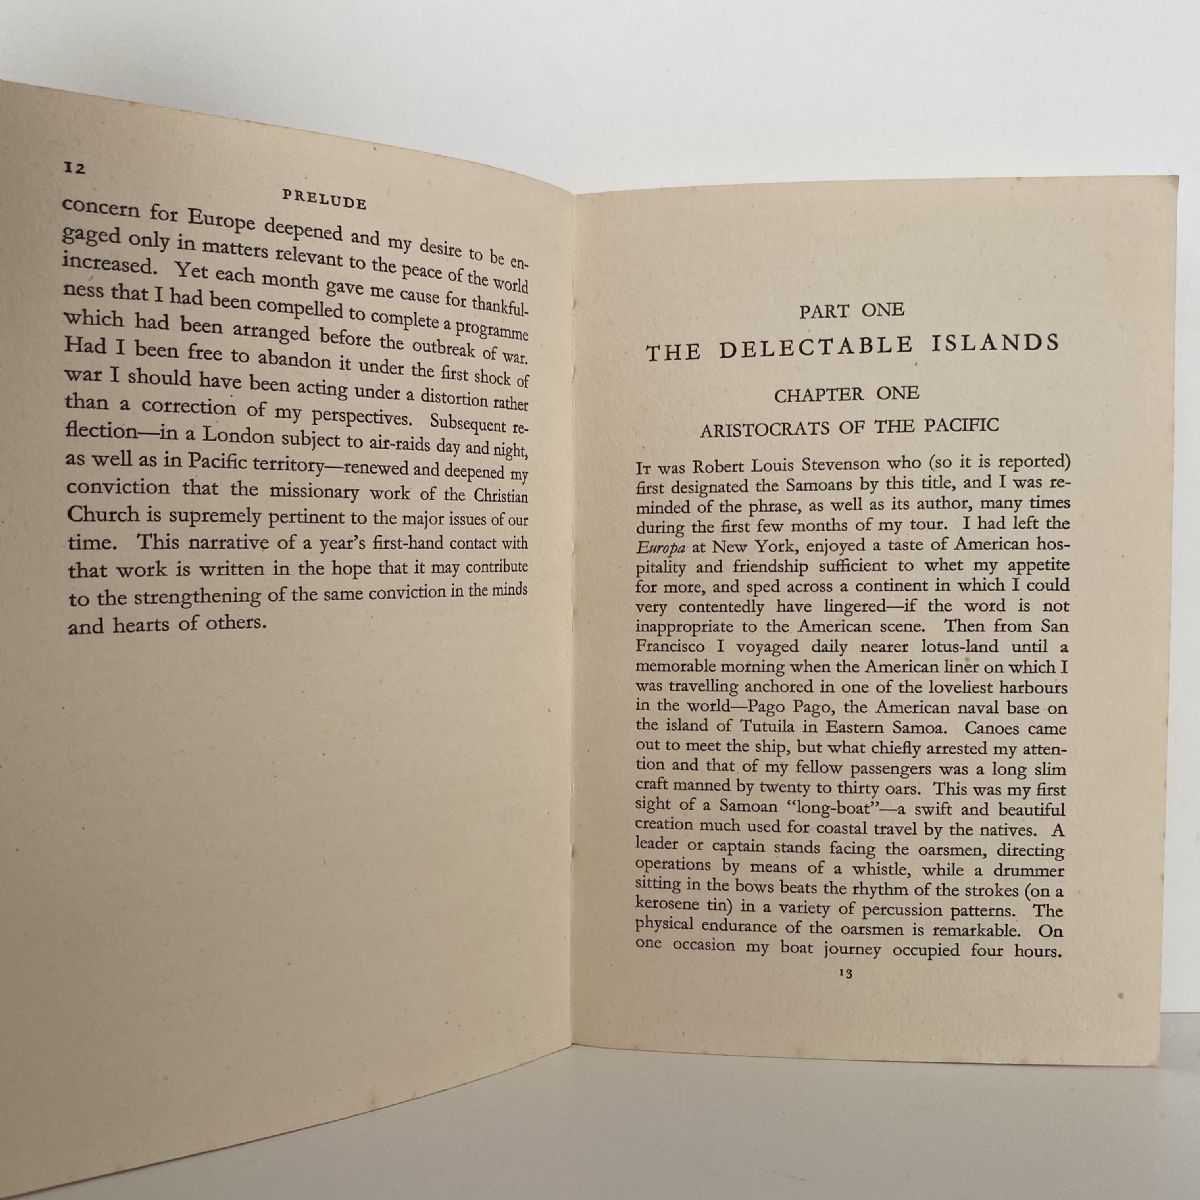 12
PRELUDE
concern for Europe deepened and my desire to be en-
gaged only in matters relevant to the peace of the world
increased. Yet each month gave me cause for thankful-
ness that I had been compelled to complete a programme
which had been arranged before the outbreak of war.
Had I been free to abandon it under the first shock of
war I should have been acting under a distortion rather
than a correction of my perspectives. Subsequent re-
flection—in a London subject to air-raids day and night,
as well as in Pacific territory—renewed and deepened my
conviction that the missionary work of the Christian
Church is supremely pertinent to the major issues of our
time. This narrative of a year's first-hand contact with
that work is written in the hope that it may contribute
to the strengthening of the same conviction in the minds
and hearts of others.
PART ONE
THE DELECTABLE ISLANDS
CHAPTER ONE
ARISTOCRATS OF THE PACIFIC
IT was Robert Louis Stevenson who (so it is reported)
first designated the Samoans by this title, and I was re-
minded of the phrase, as well as its author, many times
during the first few months of my tour. I had left the
Europa at New York, enjoyed a taste of American hos-
pitality and friendship sufficient to whet my appetite
for more, and sped across a continent in which I could
very contentedly have lingered—if the word is not
inappropriate to the American scene. Then from San
Francisco I voyaged daily nearer lotus-land until a
memorable morning when the American liner on which I
was travelling anchored in one of the loveliest harbours
in the world—Pago Pago, the American naval base on
the island of Tutuila in Eastern Samoa. Canoes came
out to meet the ship, but what chiefly arrested my atten-
tion and that of my fellow passengers was a long slim
craft manned by twenty to thirty oars. This was my first
sight of a Samoan "long-boat"—a swift and beautiful
creation much used for coastal travel by the natives. A
leader or captain stands facing the oarsmen, directing
operations by means of a whistle, while a drummer
sitting in the bows beats the rhythm of the strokes (on a
kerosene tin) in a variety of percussion patterns. The
physical endurance of the oarsmen is remarkable. On
one occasion my boat journey occupied four hours.
13